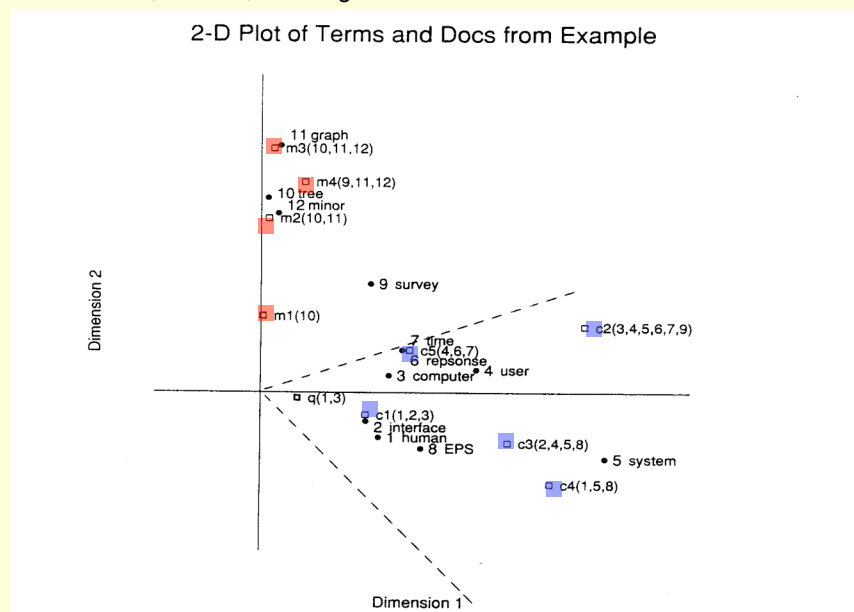 2-D Plot of Terms and Docs from Example
11 graph
m3(10,11,12)
m4(9,11,12)
10 tree
12 minor
m2(10,11)
9 survey
Dimension 2
m1(10)
c2(3,4,5,6,7,9)
7 time
c5(4,6,7)
6 repsonse
4 user
3 computer
q(1,3)
c1(1,2,3)
2 interface
1 human
8 EPS
c3(2,4,5,8)
5 system
c4(1,5,8)
Dimension 1